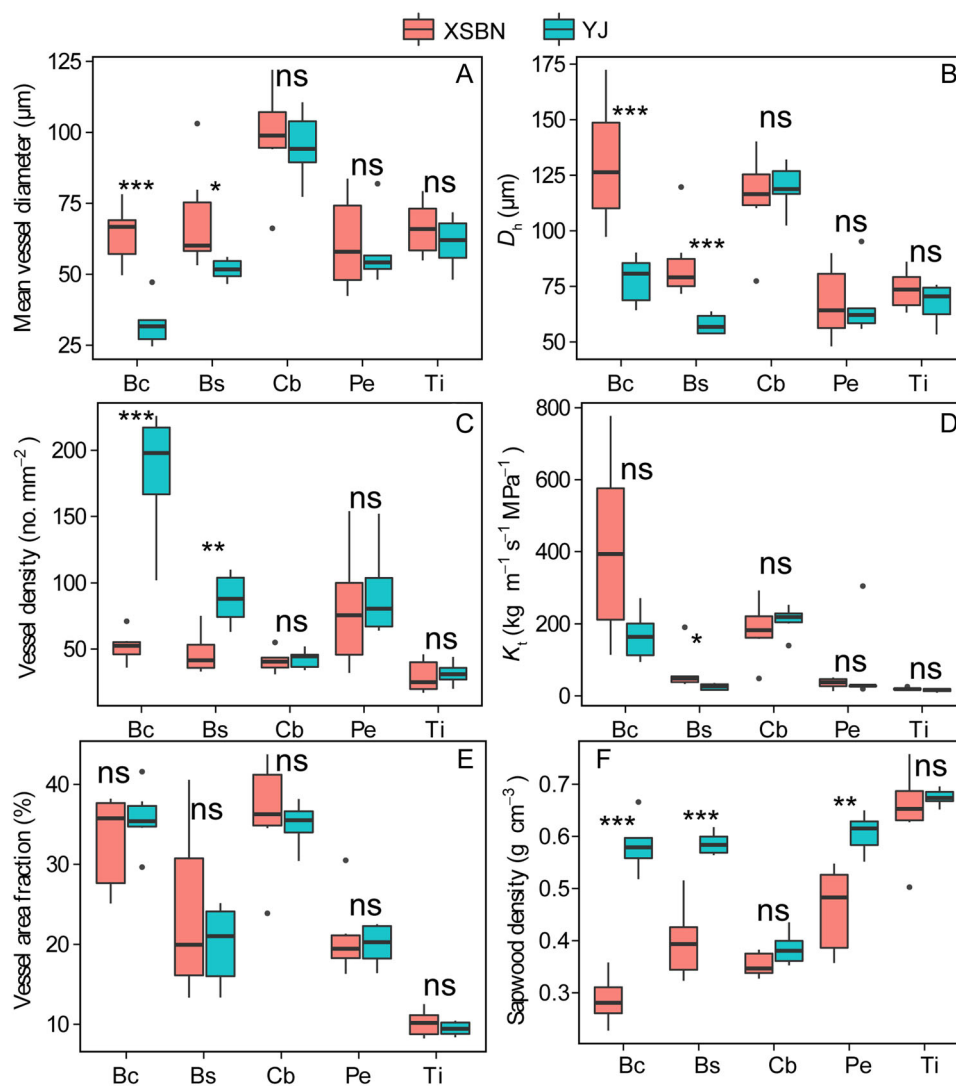 XSBN YJ
A
Mean vessel diameter (µm)
125
100
75
50
25
*** * ns ns ns
Bc Bs Cb Pe Ti
B
Dh (µm)
175
150
125
100
75
50
*** *** ns ns ns
Bc Bs Cb Pe Ti
C
Vessel density (no. mm−2)
200
150
100
50
*** ** ns ns ns
Bc Bs Cb Pe Ti
D
Kt (kg m−1 s−1 MPa−1)
800
600
400
200
0
ns * ns ns ns
Bc Bs Cb Pe Ti
E
Vessel area fraction (%)
40
30
20
10
ns ns ns ns ns
Bc Bs Cb Pe Ti
F
Sapwood density (g cm−3)
0.7
0.6
0.5
0.4
0.3
*** *** ns ** ns
Bc Bs Cb Pe Ti